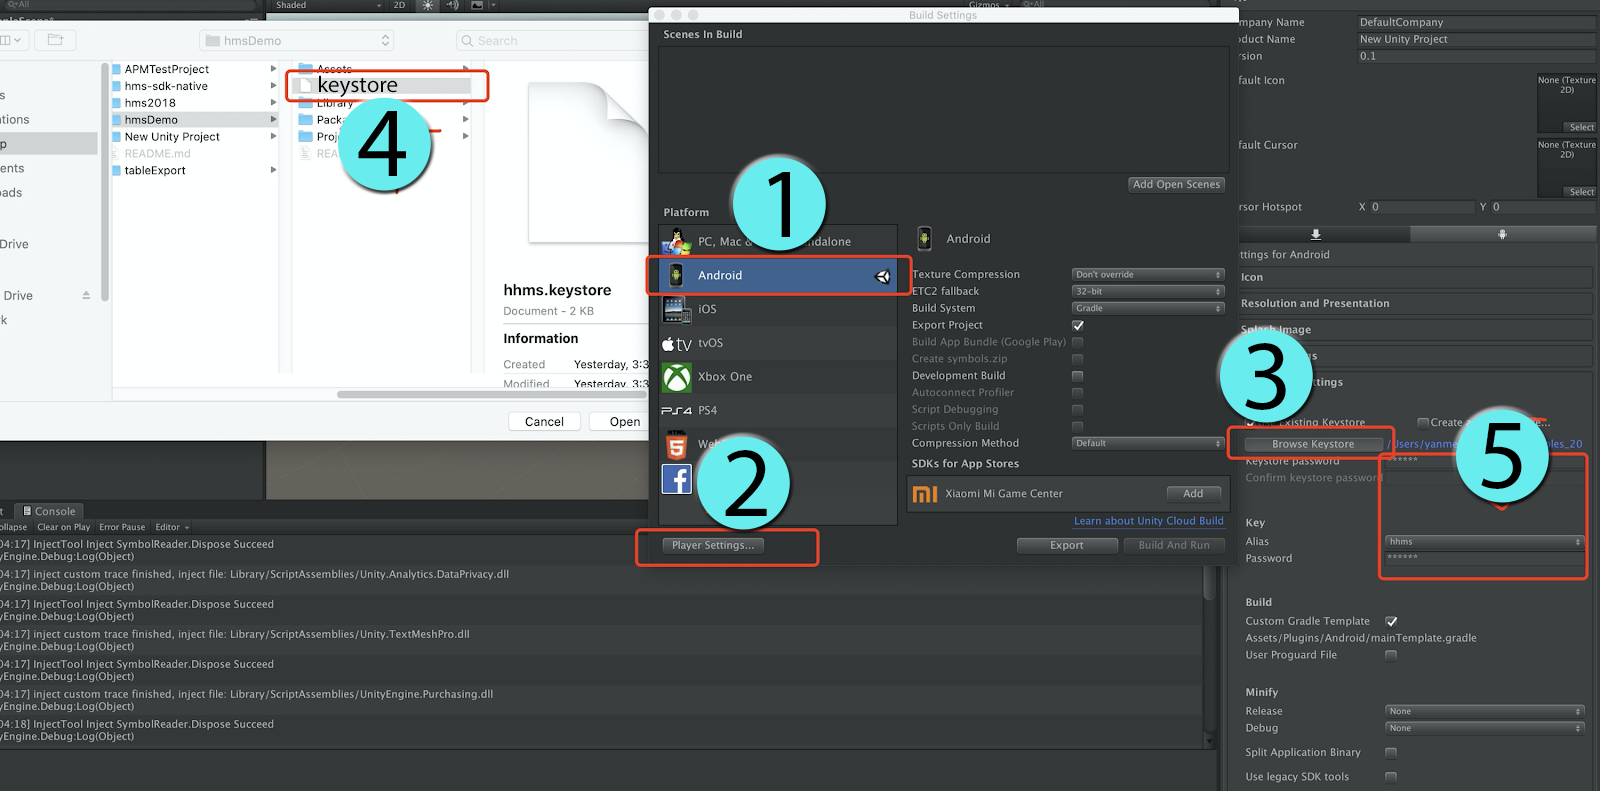 All
Shaded
2D
Gizmos
All
hmsDemo
Search
APMTestProject
hms-sdk-native
hms2018
hmsDemo
New Unity Project
README.md
tableExport
Assets
keystore
Library
4
hhms.keystore
Document - 2 KB
Information
Created Yesterday, 3:3
Modified Yesterday, 3:3
Cancel
Open
Drive
Drive
Build Settings
Scenes In Build
Add Open Scenes
Platform
1
PC, Mac &
Android
iOS
tvOS
Xbox One
PS4
2
Player Settings...
Android
Texture Compression Don't override
ETC2 fallback 32-bit
Build System Gradle
Export Project
Build App Bundle (Google Play)
Create symbols.zip
Development Build
Autoconnect Profiler
Script Debugging
Scripts Only Build
Compression Method Default
SDKs for App Stores
Xiaomi Mi Game Center Add
Learn about Unity Cloud Build
Export
Build And Run
ompany Name DefaultCompany
oduct Name New Unity Project
rsion 0.1
fault Icon
None (Texture 2D)
Select
fault Cursor
None (Texture 2D)
Select
rsor Hotspot X 0 Y 0
ttings for Android
Icon
Resolution and Presentation
Splash Image
3
ttings
Existing Keystore
Create
Browse Keystore
/Users/yanme
les_20
5
Keystore password ******
Confirm keystore password
Key
Alias hhms
Password ******
Build
Custom Gradle Template
Assets/Plugins/Android/mainTemplate.gradle
User Proguard File
Minify
Release None
Debug None
Split Application Binary
Use legacy SDK tools
Console
ollapse Clear on Play Error Pause Editor
04:17] InjectTool Inject SymbolReader.Dispose Succeed
yEngine.Debug:Log(Object)
04:17] inject custom trace finished, inject file: Library/ScriptAssemblies/Unity.Analytics.DataPrivacy.dll
yEngine.Debug:Log(Object)
04:17] InjectTool Inject SymbolReader.Dispose Succeed
yEngine.Debug:Log(Object)
04:17] inject custom trace finished, inject file: Library/ScriptAssemblies/Unity.TextMeshPro.dll
yEngine.Debug:Log(Object)
04:17] InjectTool Inject SymbolReader.Dispose Succeed
yEngine.Debug:Log(Object)
04:17] inject custom trace finished, inject file: Library/ScriptAssemblies/UnityEngine.Purchasing.dll
yEngine.Debug:Log(Object)
04:18] InjectTool Inject SymbolReader.Dispose Succeed
yEngine.Debug:Log(Object)